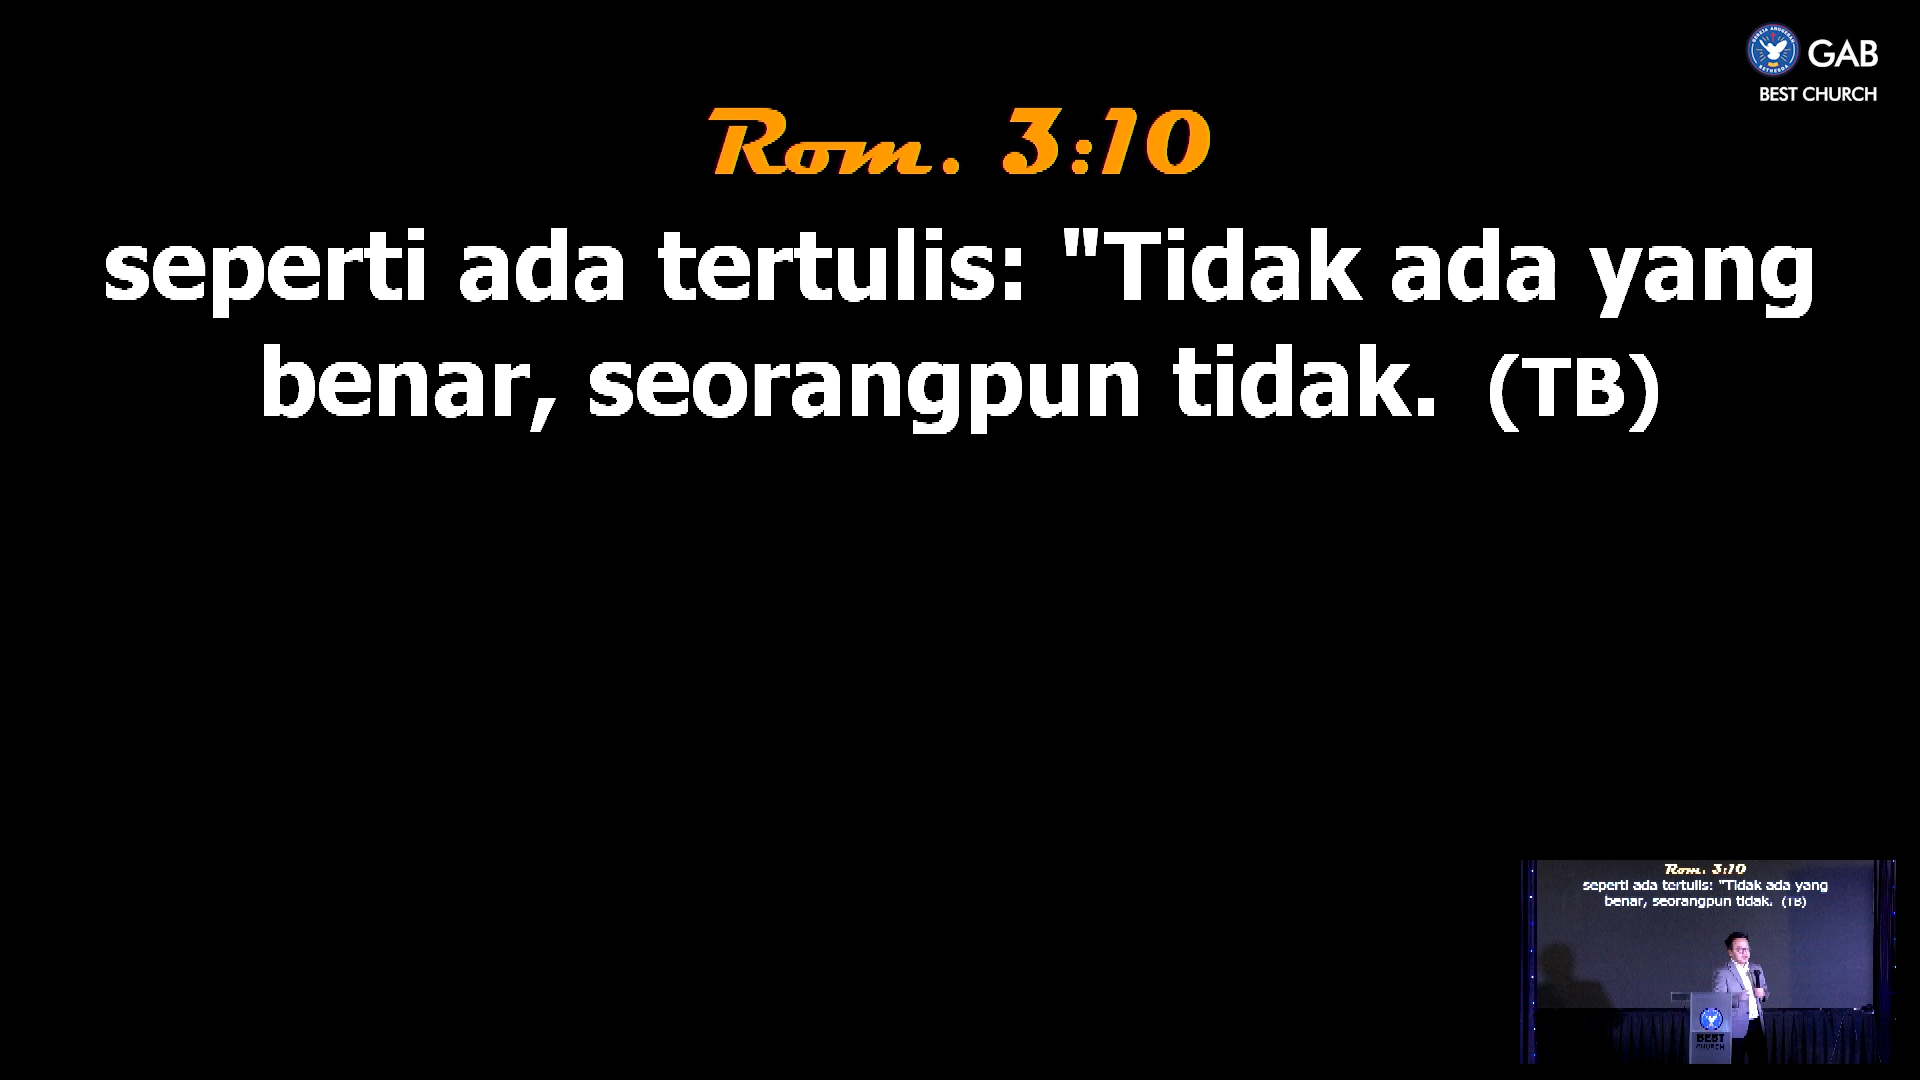 GAB
BEST CHURCH
Rom. 3:10
seperti ada tertulis: "Tidak ada yang
benar, seorangpun tidak. (TB)
Rom. 3:10
seperti ada tertulis: "Tidak ada yang
benar, seorangpun tidak. (TB)
BEST
CHURCH